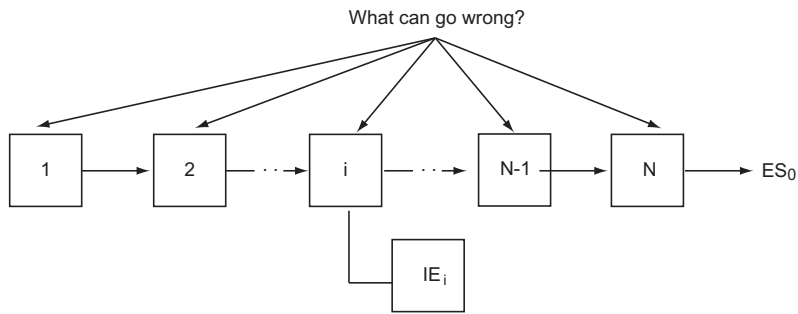 What can go wrong?
1 2 · · i · · N-1 N ES₀
IEᵢ